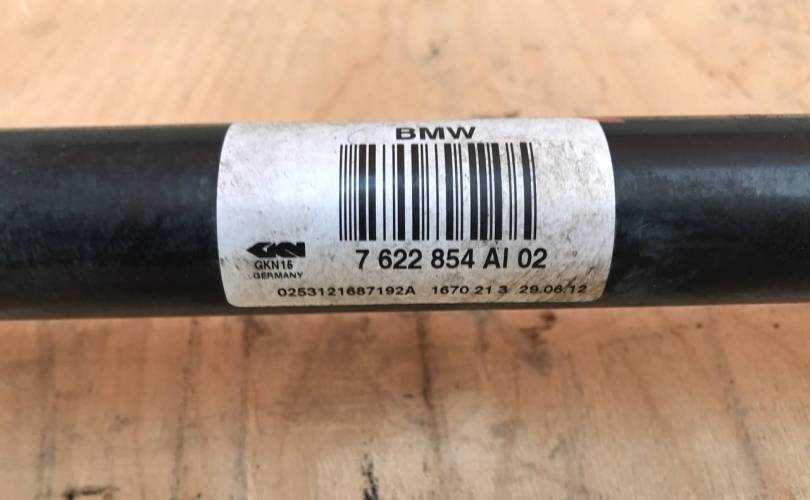 BMW
7 622 854 AI 02
GKN
GKN15
GERMANY
0253121687192A 1670 21 3 29.06.12